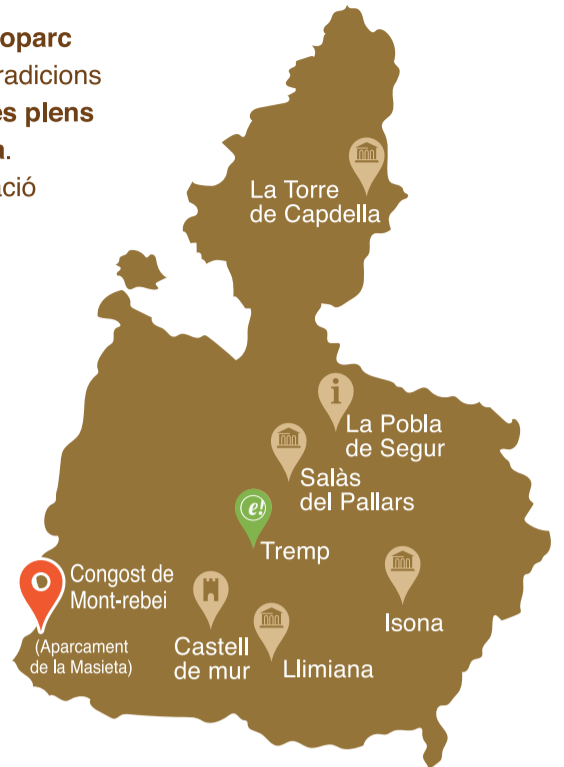 oparc
radicions
es plens
a.
ació
La Torre
de Capdella
i
La Pobla
de Segur
Salàs
del Pallars
e!
Tremp
Congost de
Mont-rebei
(Aparcament
de la Masieta)
Castell
de mur
Llimiana
Isona